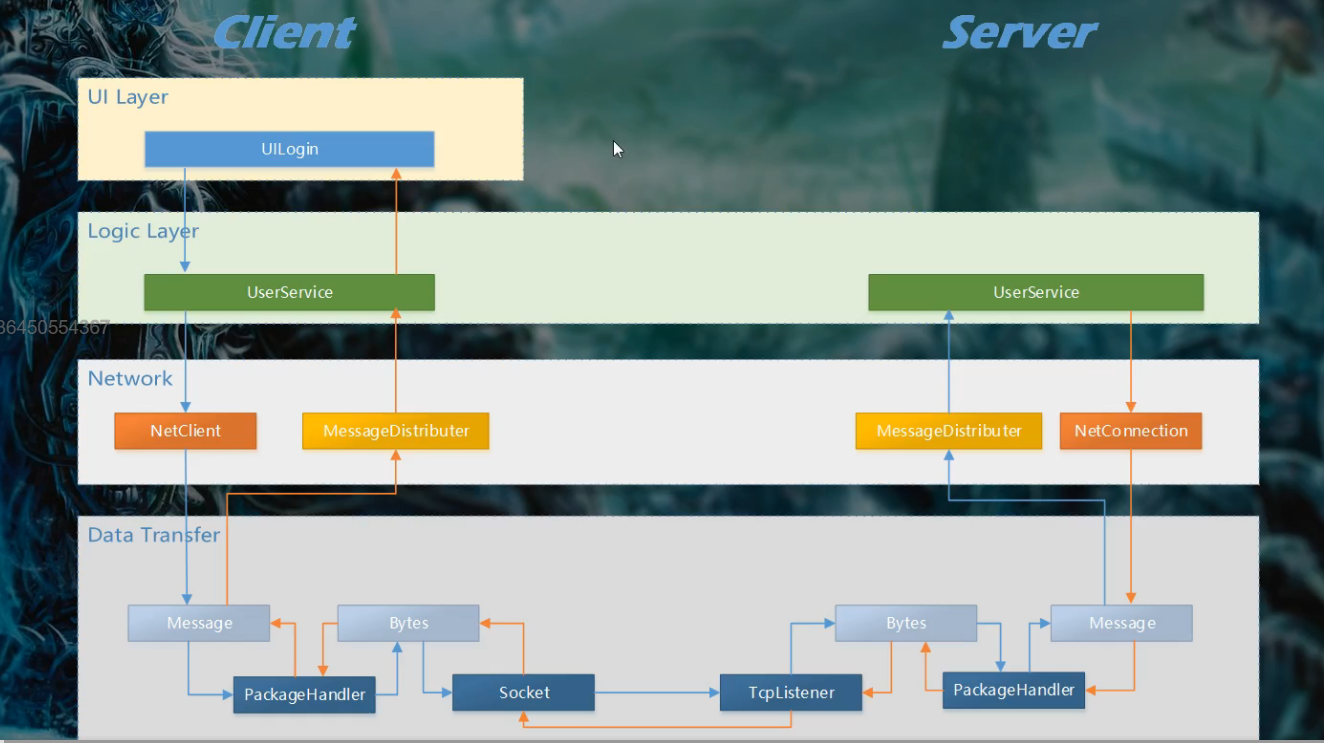 Client
Server
UI Layer
UILogin
Logic Layer
UserService
UserService
36450554367
Network
NetClient
MessageDistributer
MessageDistributer
NetConnection
Data Transfer
Message
Bytes
Bytes
Message
PackageHandler
Socket
TcpListener
PackageHandler